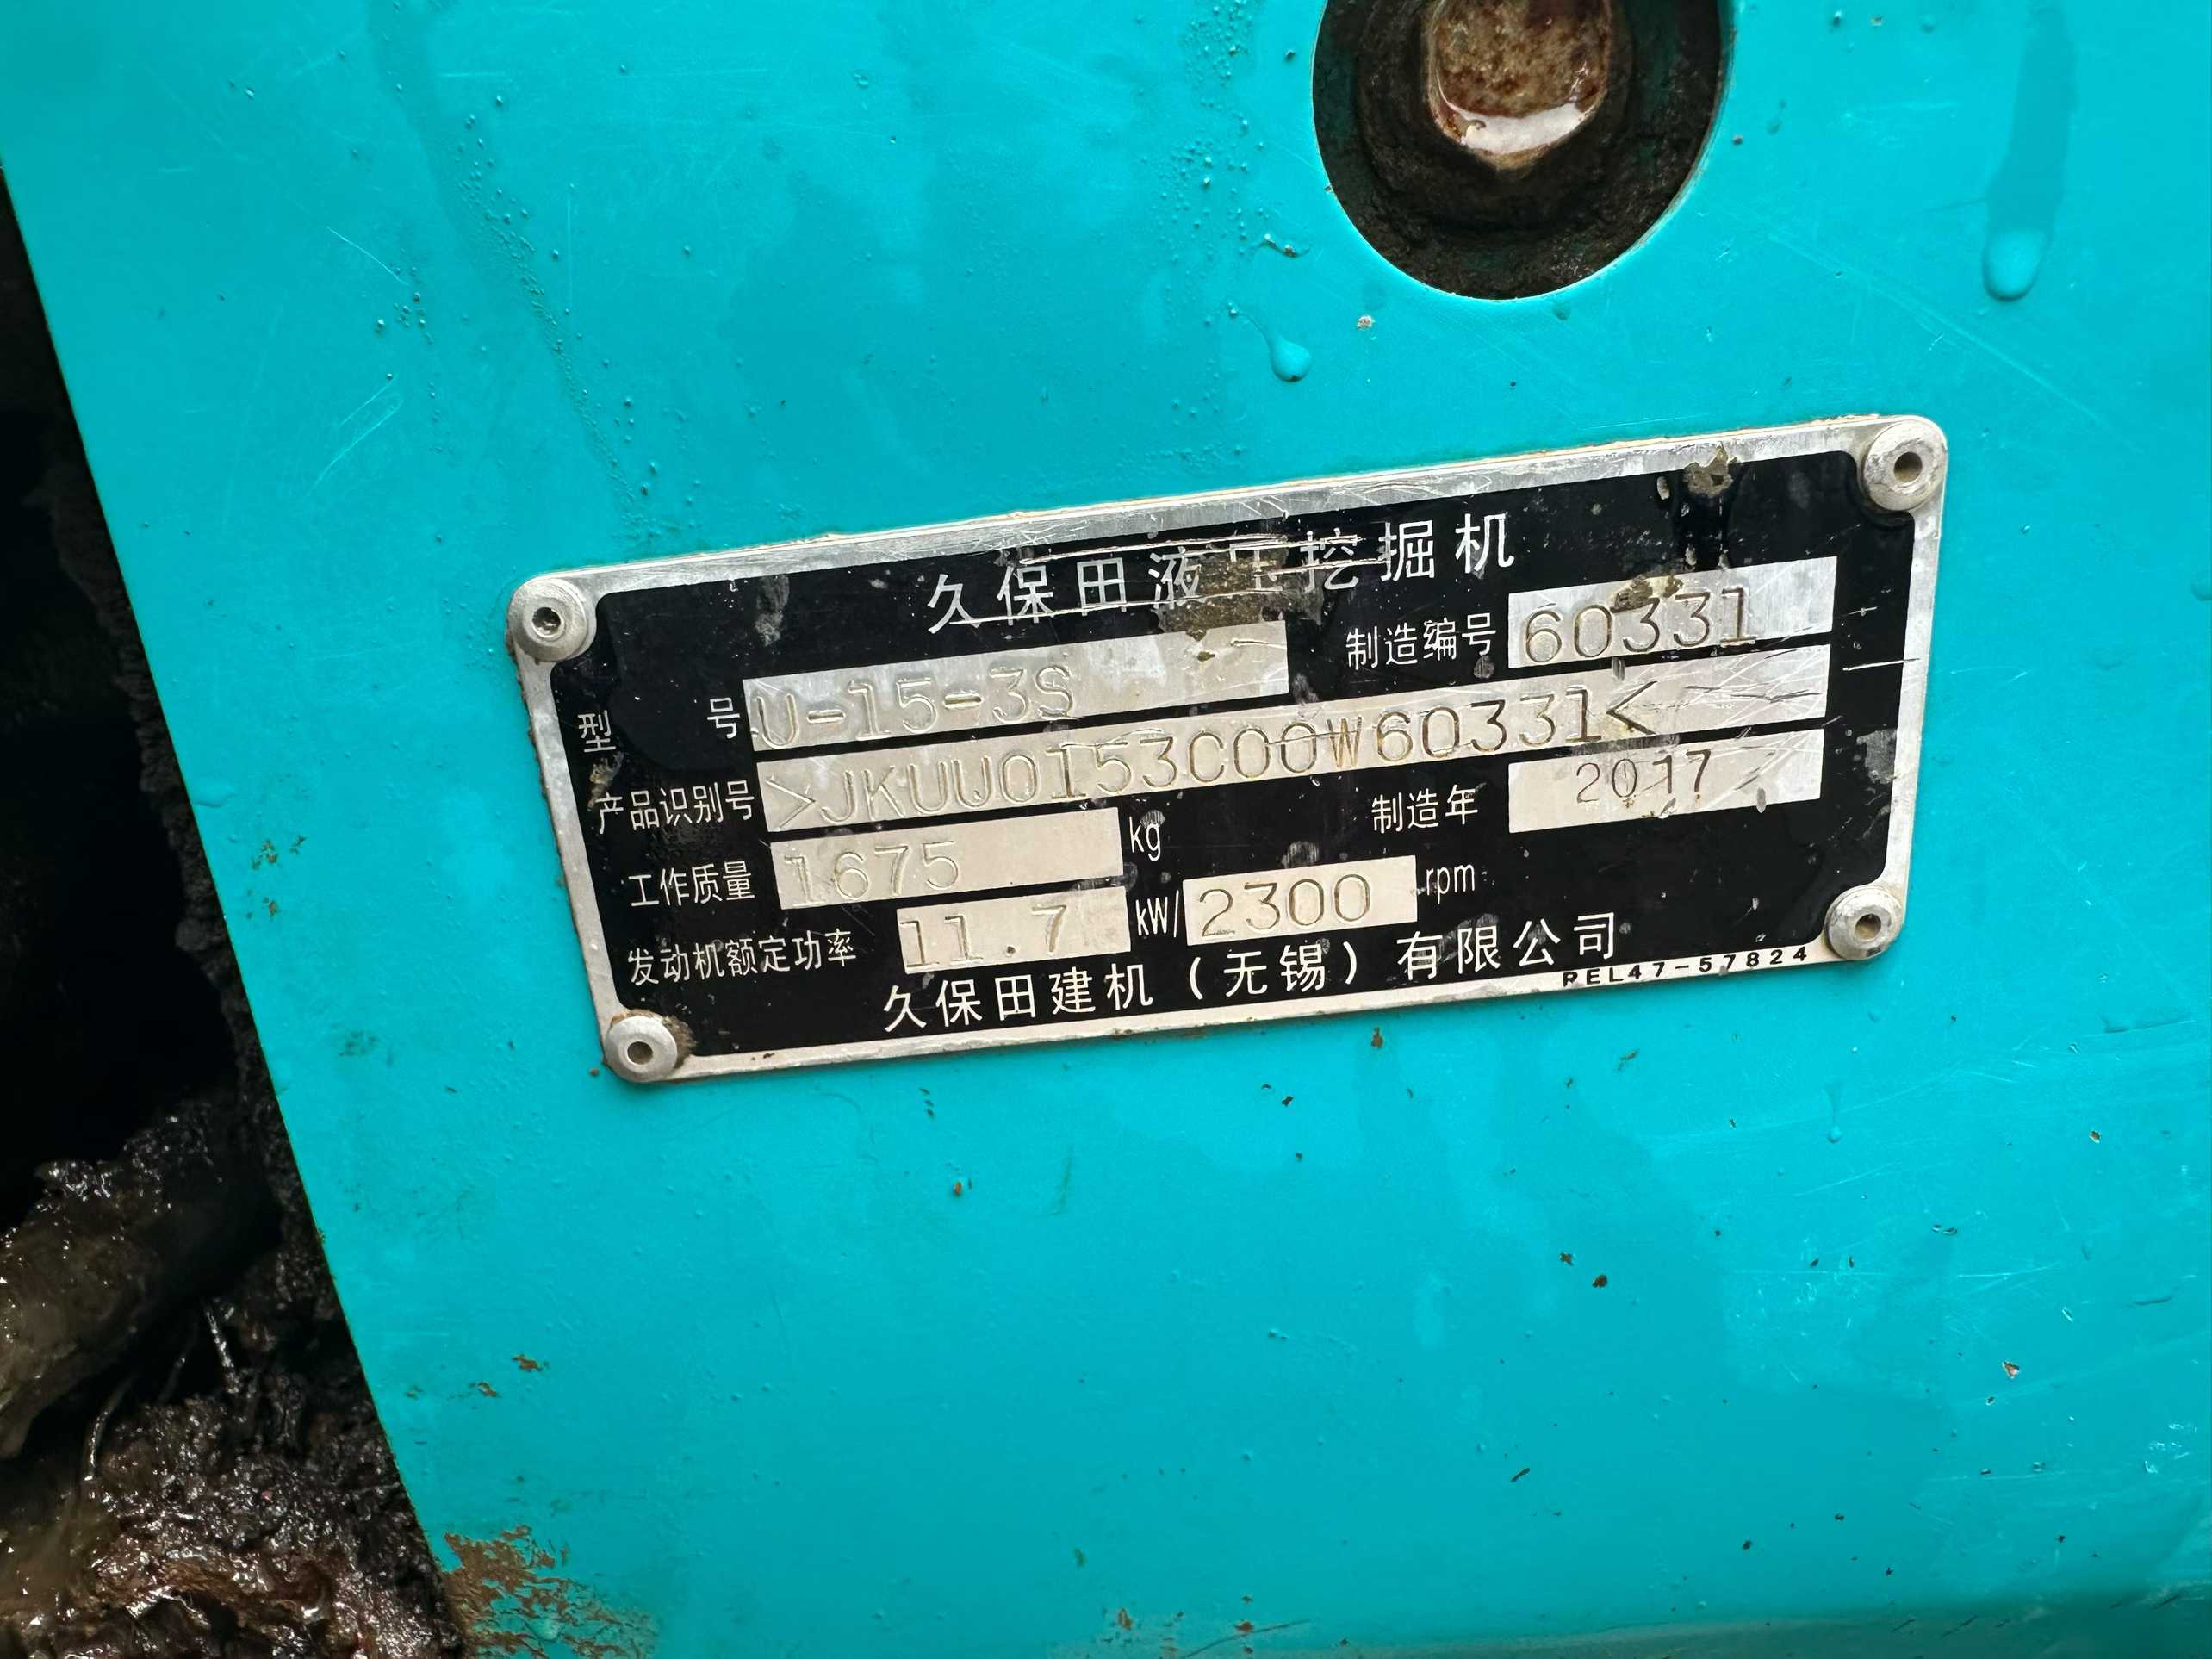 久保田液压挖掘机
型号 U-15-3S 制造编号 60331
产品识别号 >JKUU0153C00W60331<
工作质量 1675 kg 制造年 2017
发动机额定功率 11.7 kW/ 2300 rpm
久保田建机(无锡)有限公司
REL47-57824